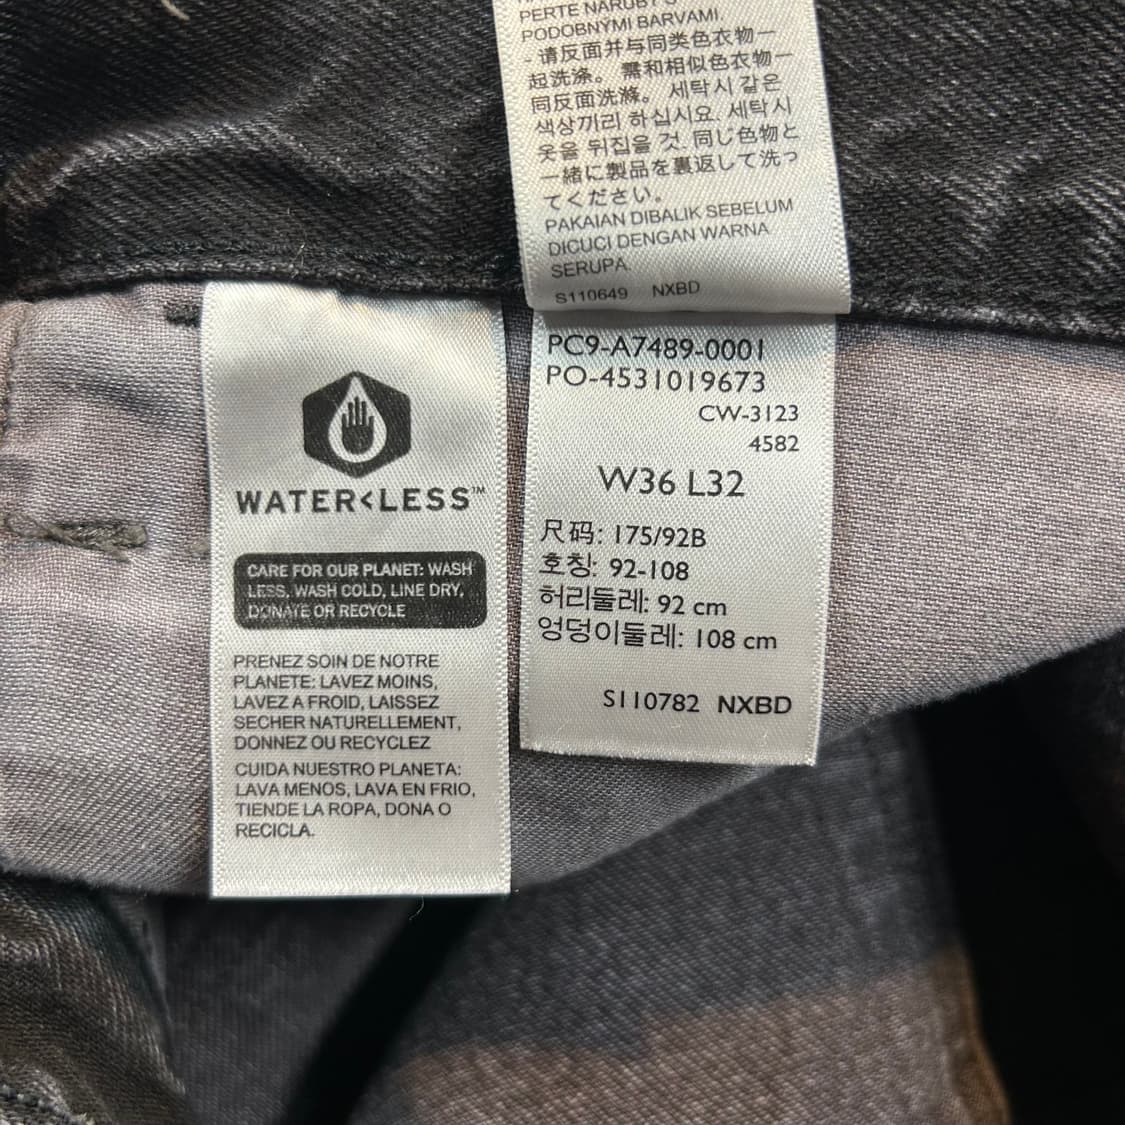 PERTE NARUBY S
PODOBNÝMI BARVAMI.
- 请反面并与同类色衣物一
起洗涤。 需和相似色衣物一
同反面洗滌。 세탁시 같은
색상끼리 하십시요. 세탁시
옷을 뒤집을 것. 同じ色物と
一緒に製品を裏返して洗っ
てください。
PAKAIAN DIBALIK SEBELUM
DICUCI DENGAN WARNA
SERUPA.
S110649 NXBD
WATER<LESS™
CARE FOR OUR PLANET: WASH
LESS, WASH COLD, LINE DRY,
DONATE OR RECYCLE
PRENEZ SOIN DE NOTRE
PLANETE: LAVEZ MOINS,
LAVEZ A FROID, LAISSEZ
SECHER NATURELLEMENT,
DONNEZ OU RECYCLEZ
CUIDA NUESTRO PLANETA:
LAVA MENOS, LAVA EN FRIO,
TIENDE LA ROPA, DONA O
RECICLA.
PC9-A7489-0001
PO-4531019673
CW-3123
4582
W36 L32
尺码: 175/92B
호칭: 92-108
허리둘레: 92 cm
엉덩이둘레: 108 cm
S110782 NXBD